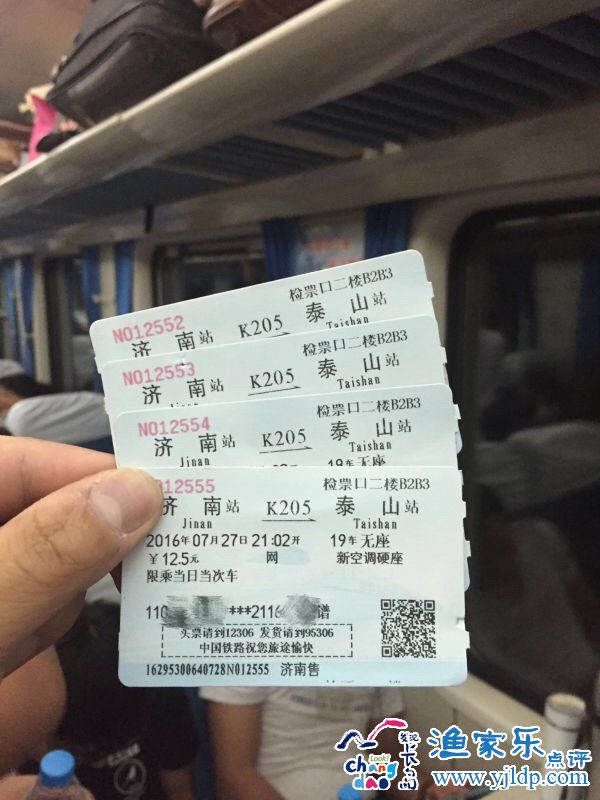 检票口二楼B2B3
N012552
济 南站 K205 泰 山站
Taishan
检票口二楼B2B3
N012553
济 南站 K205 泰 山站
Jinan Taishan
检票口二楼B2B3
N012554
济 南站 K205 泰 山站
Jinan Taishan
19车 无座
012555 检票口二楼B2B3
济 南站 K205 泰 山站
Jinan Taishan
2016年07月27日21:02开 19车 无座
￥12.5元 网 新空调硬座
限乘当日当次车
110 ***2116 谱
买票请到12306 发货请到95306
中国铁路祝您旅途愉快
16295300640728N012555 济南售
Look!
chang
dao
渔家乐点评
www.yjldp.com